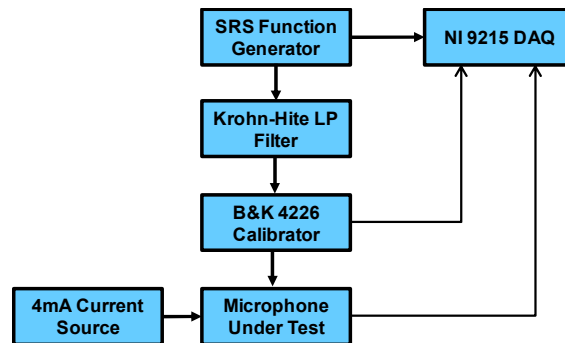 SRS Function
Generator
NI 9215 DAQ
Krohn-Hite LP
Filter
B&K 4226
Calibrator
4mA Current
Source
Microphone
Under Test